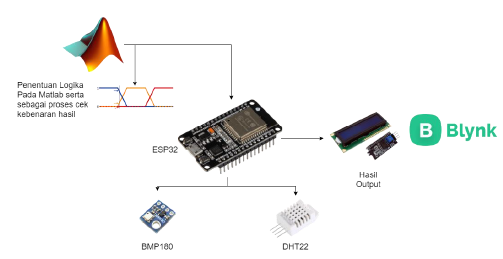 Penentuan Logika
Pada Matlab serta
sebagai proses cek
kebenaran hasil
ESP32
B Blynk
Hasil
Output
BMP180
DHT22